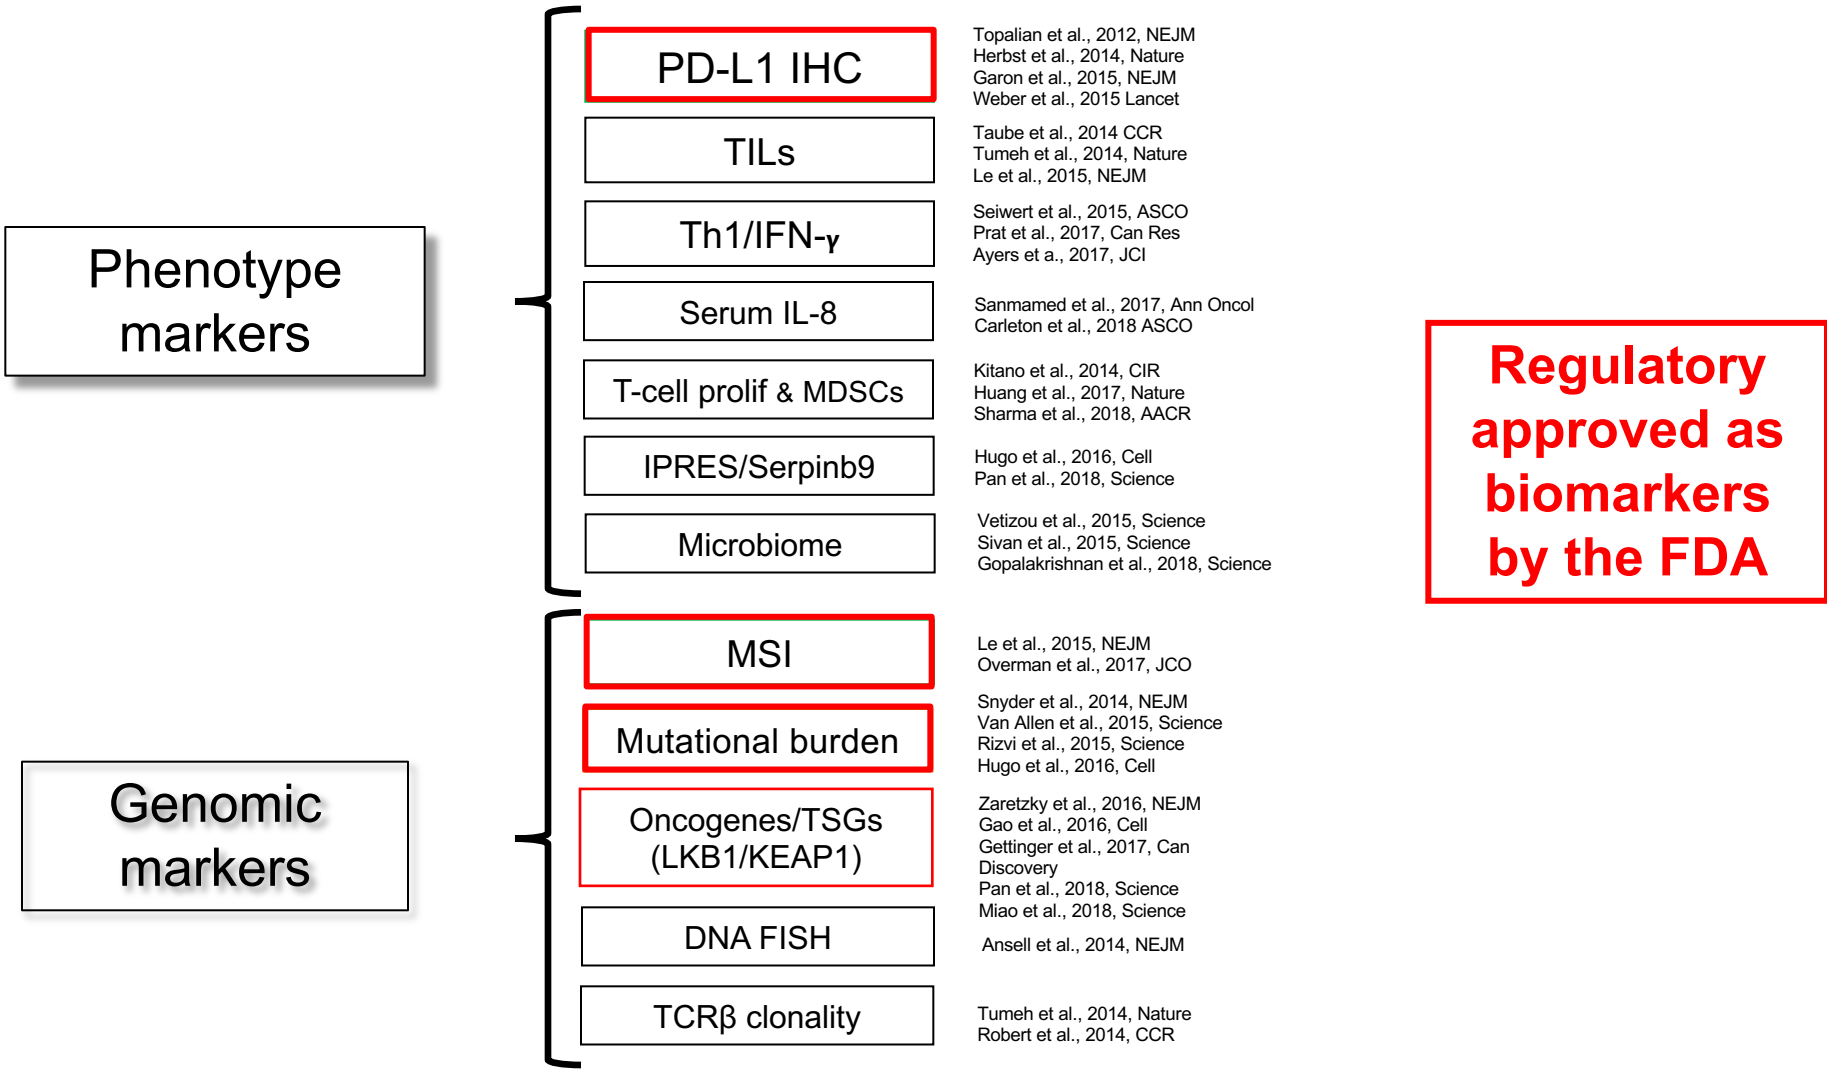 Phenotype
markers
PD-L1 IHC
Topalian et al., 2012, NEJM
Herbst et al., 2014, Nature
Garon et al., 2015, NEJM
Weber et al., 2015 Lancet
TILs
Taube et al., 2014 CCR
Tumeh et al., 2014, Nature
Le et al., 2015, NEJM
Th1/IFN-γ
Seiwert et al., 2015, ASCO
Prat et al., 2017, Can Res
Ayers et a., 2017, JCI
Serum IL-8
Sanmamed et al., 2017, Ann Oncol
Carleton et al., 2018 ASCO
T-cell prolif & MDSCs
Kitano et al., 2014, CIR
Huang et al., 2017, Nature
Sharma et al., 2018, AACR
IPRES/Serpinb9
Hugo et al., 2016, Cell
Pan et al., 2018, Science
Microbiome
Vetizou et al., 2015, Science
Sivan et al., 2015, Science
Gopalakrishnan et al., 2018, Science
Genomic
markers
MSI
Le et al., 2015, NEJM
Overman et al., 2017, JCO
Mutational burden
Snyder et al., 2014, NEJM
Van Allen et al., 2015, Science
Rizvi et al., 2015, Science
Hugo et al., 2016, Cell
Oncogenes/TSGs
(LKB1/KEAP1)
Zaretzky et al., 2016, NEJM
Gao et al., 2016, Cell
Gettinger et al., 2017, Can
Discovery
Pan et al., 2018, Science
Miao et al., 2018, Science
DNA FISH
Ansell et al., 2014, NEJM
TCRβ clonality
Tumeh et al., 2014, Nature
Robert et al., 2014, CCR
Regulatory
approved as
biomarkers
by the FDA